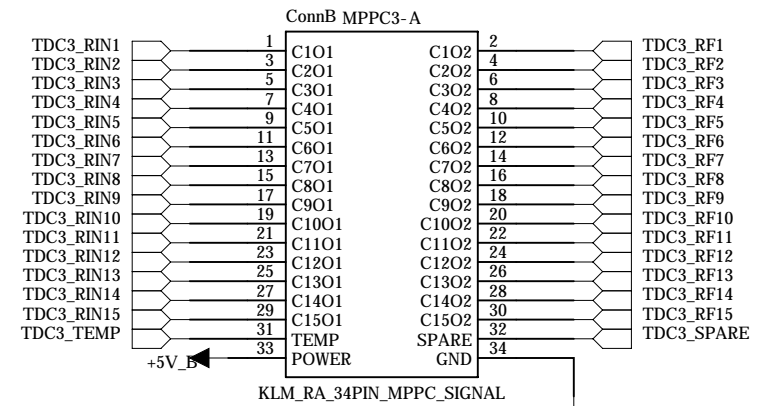 ConnB MPPC3-A
TDC3_RIN1 1 C1O1 C1O2 2 TDC3_RF1
TDC3_RIN2 3 C2O1 C2O2 4 TDC3_RF2
TDC3_RIN3 5 C3O1 C3O2 6 TDC3_RF3
TDC3_RIN4 7 C4O1 C4O2 8 TDC3_RF4
TDC3_RIN5 9 C5O1 C5O2 10 TDC3_RF5
TDC3_RIN6 11 C6O1 C6O2 12 TDC3_RF6
TDC3_RIN7 13 C7O1 C7O2 14 TDC3_RF7
TDC3_RIN8 15 C8O1 C8O2 16 TDC3_RF8
TDC3_RIN9 17 C9O1 C9O2 18 TDC3_RF9
TDC3_RIN10 19 C10O1 C10O2 20 TDC3_RF10
TDC3_RIN11 21 C11O1 C11O2 22 TDC3_RF11
TDC3_RIN12 23 C12O1 C12O2 24 TDC3_RF12
TDC3_RIN13 25 C13O1 C13O2 26 TDC3_RF13
TDC3_RIN14 27 C14O1 C14O2 28 TDC3_RF14
TDC3_RIN15 29 C15O1 C15O2 30 TDC3_RF15
TDC3_TEMP 31 TEMP SPARE 32 TDC3_SPARE
+5V_B 33 POWER GND 34
KLM_RA_34PIN_MPPC_SIGNAL